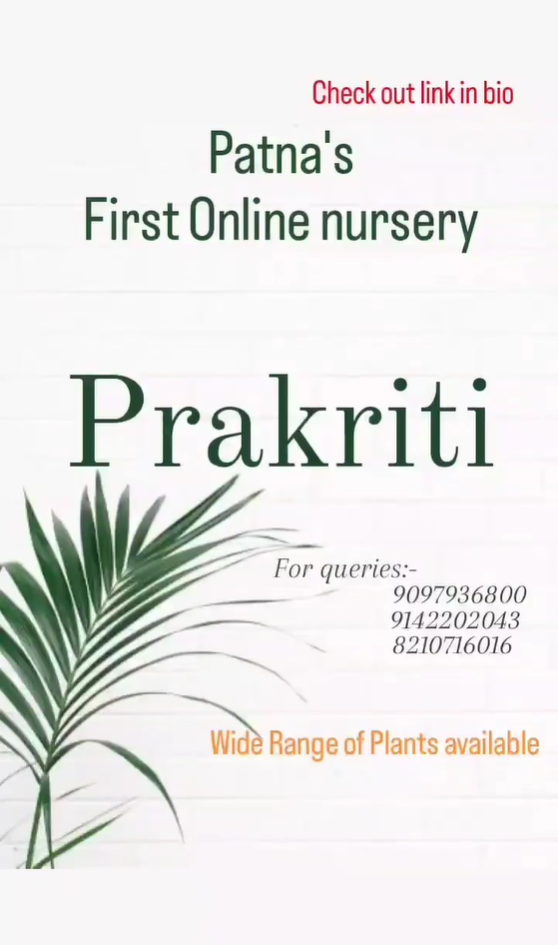 Check out link in bio
Patna's
First Online nursery
Prakriti
For queries:-
9097936800
9142202043
8210716016
Wide Range of Plants available